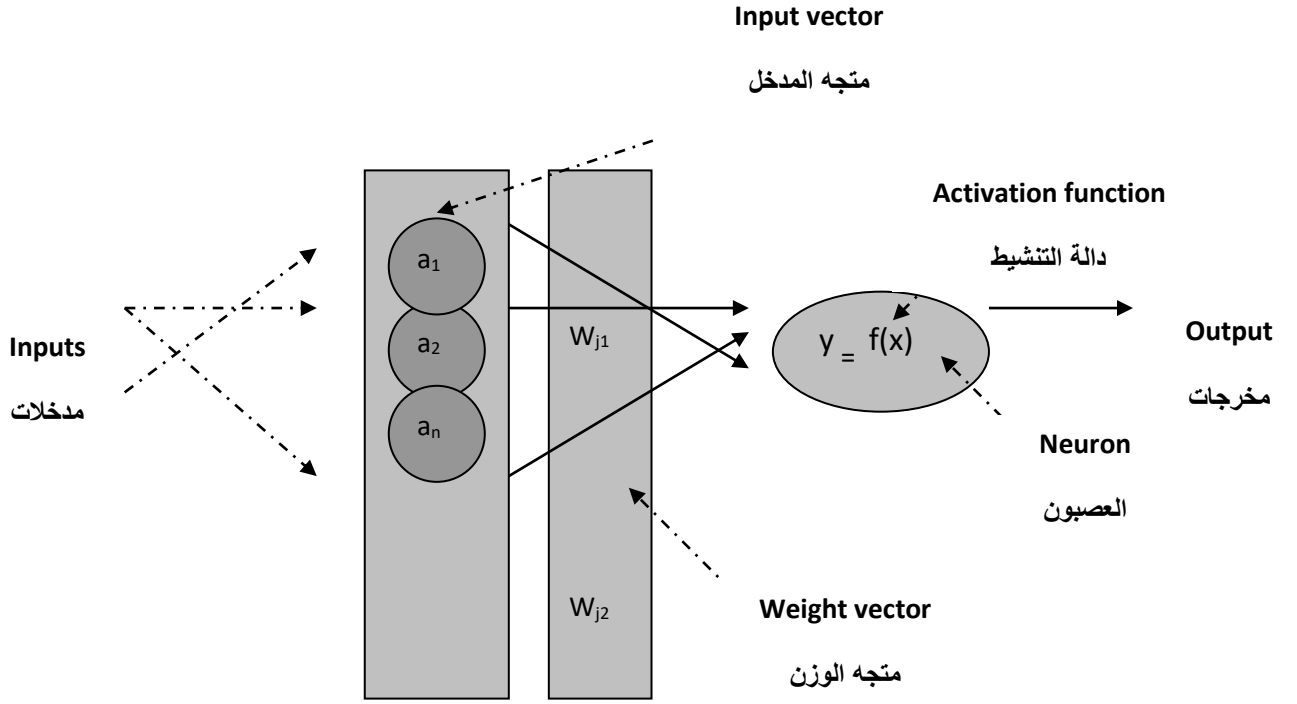 Input vector
متجه المدخل
Activation function
دالة التنشيط
a1
a2
an
Wj1
Wj2
y = f(x)
Inputs
مدخلات
Output
مخرجات
Neuron
العصبون
Weight vector
متجه الوزن